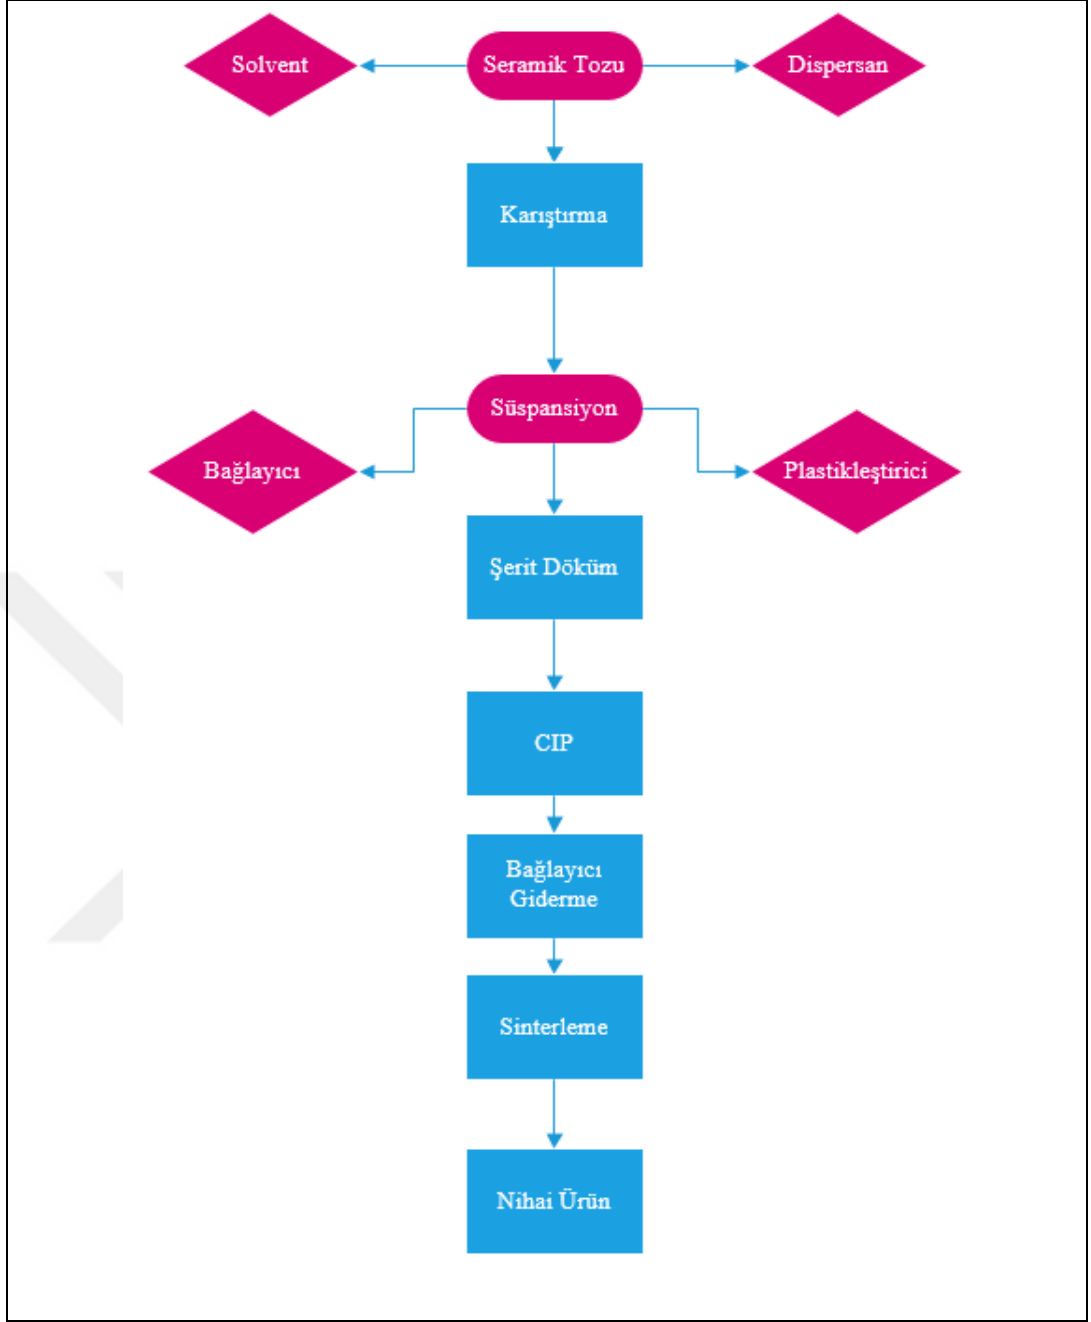 Solvent
Seramik Tozu
Dispersan
Karıştırma
Süspansiyon
Bağlayıcı
Plastikleştirici
Şerit Döküm
CIP
Bağlayıcı
Giderme
Sinterleme
Nihai Ürün